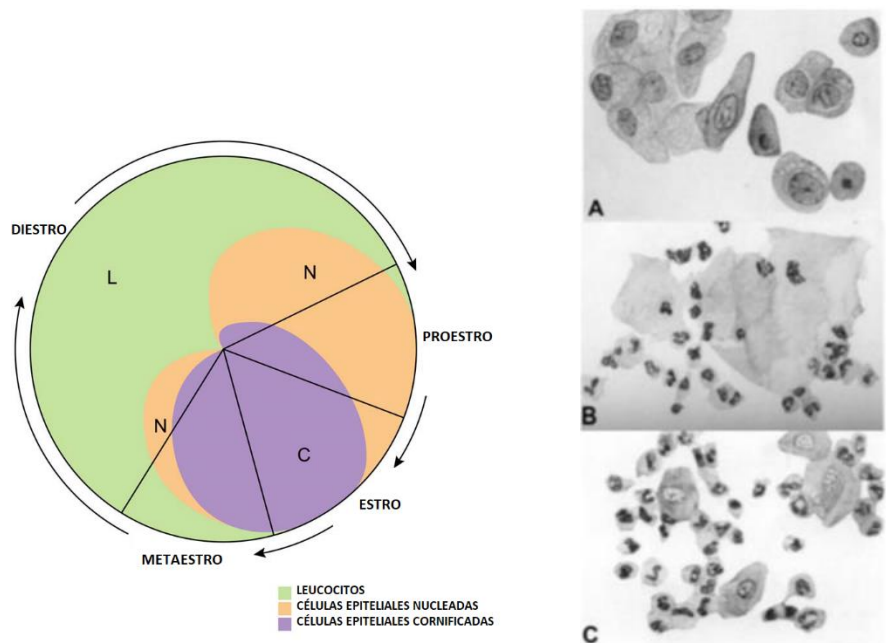 DIESTRO
L
N
PROESTRO
N
C
ESTRO
METAESTRO
LEUCOCITOS
CÉLULAS EPITELIALES NUCLEADAS
CÉLULAS EPITELIALES CORNIFICADAS
A
B
C